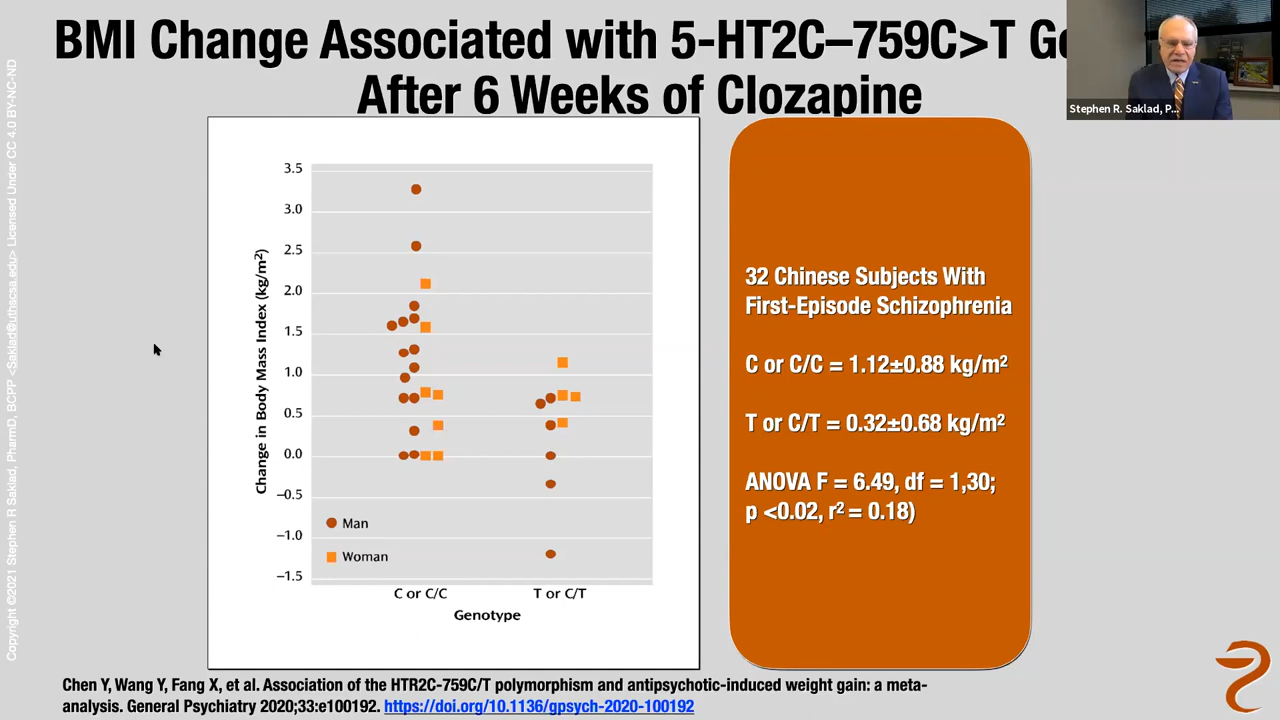 BMI Change Associated with 5-HT2C–759C>T
After 6 Weeks of Clozapine
Stephen R. Saklad, P...
Copyright ©2021 Stephen R Saklad, PharmD, BCPP <Saklad@uthscsa.edu> Licensed Under CC 4.0 BY-NC-ND
Change in Body Mass Index (kg/m²)
3.5
3.0
2.5
2.0
1.5
1.0
0.5
0.0
–0.5
–1.0
–1.5
Man
Woman
C or C/C
T or C/T
Genotype
32 Chinese Subjects With
First-Episode Schizophrenia
C or C/C = 1.12±0.88 kg/m²
T or C/T = 0.32±0.68 kg/m²
ANOVA F = 6.49, df = 1,30;
p <0.02, r² = 0.18)
Chen Y, Wang Y, Fang X, et al. Association of the HTR2C-759C/T polymorphism and antipsychotic-induced weight gain: a meta-
analysis. General Psychiatry 2020;33:e100192. https://doi.org/10.1136/gpsych-2020-100192